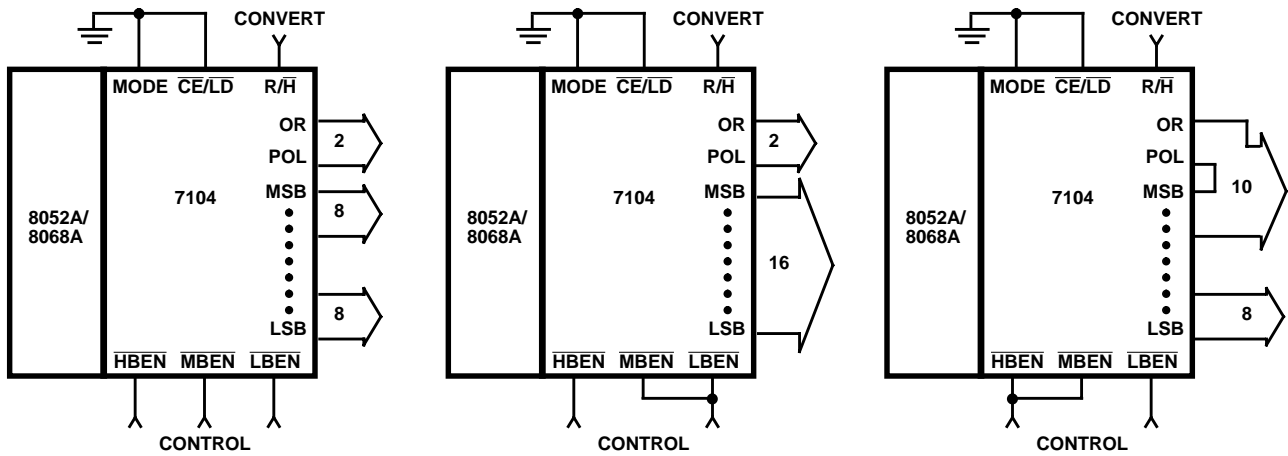 CONVERT
MODE CE/LD R/H
OR
2
POL
MSB
7104
8
8052A/
8068A
8
LSB
HBEN MBEN LBEN
CONTROL
CONVERT
MODE CE/LD R/H
OR
2
POL
MSB
7104
8052A/
8068A
16
LSB
HBEN MBEN LBEN
CONTROL
CONVERT
MODE CE/LD R/H
OR
POL
10
MSB
7104
8052A/
8068A
8
LSB
HBEN MBEN LBEN
CONTROL